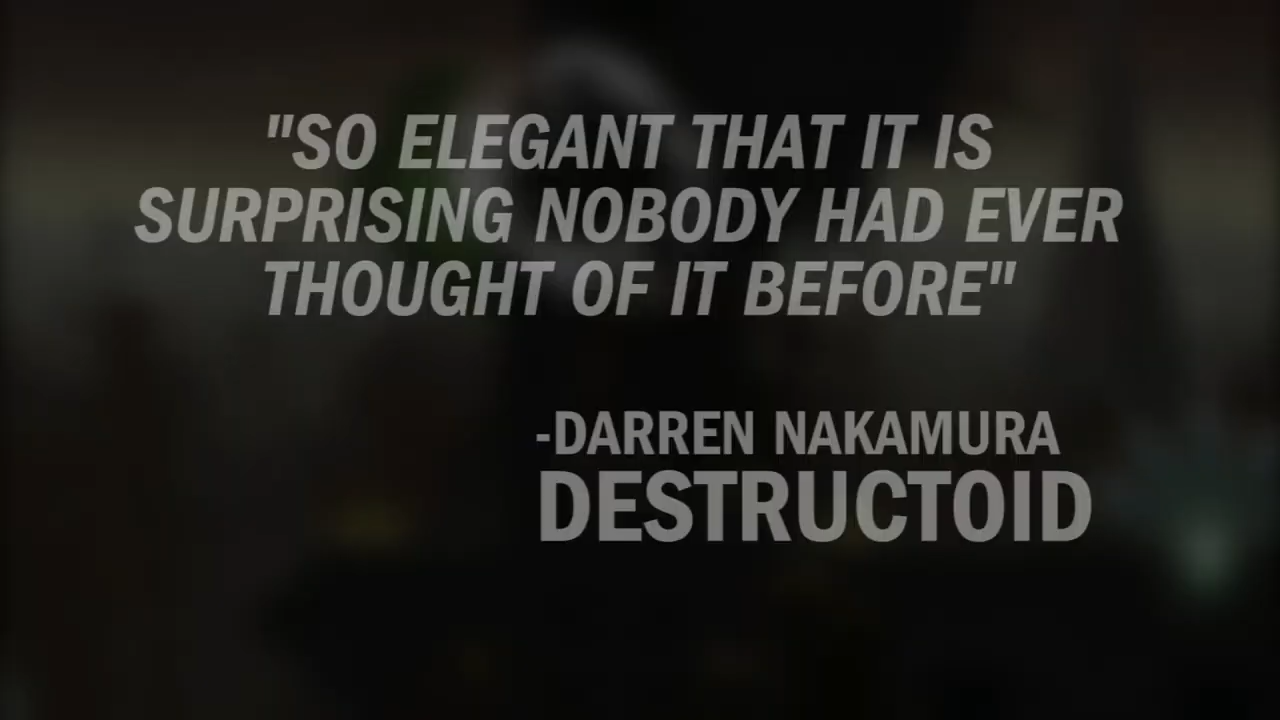 "SO ELEGANT THAT IT IS
SURPRISING NOBODY HAD EVER
THOUGHT OF IT BEFORE"
-DARREN NAKAMURA
DESTRUCTOID